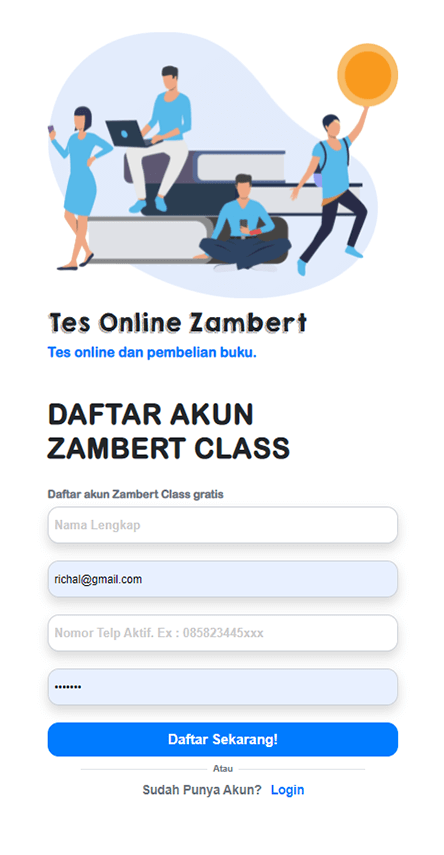 Tes Online Zambert
Tes online dan pembelian buku.
DAFTAR AKUN
ZAMBERT CLASS
Daftar akun Zambert Class gratis
Nama Lengkap
richal@gmail.com
Nomor Telp Aktif. Ex : 085823445xxx
•••••••
Daftar Sekarang!
Atau
Sudah Punya Akun? Login